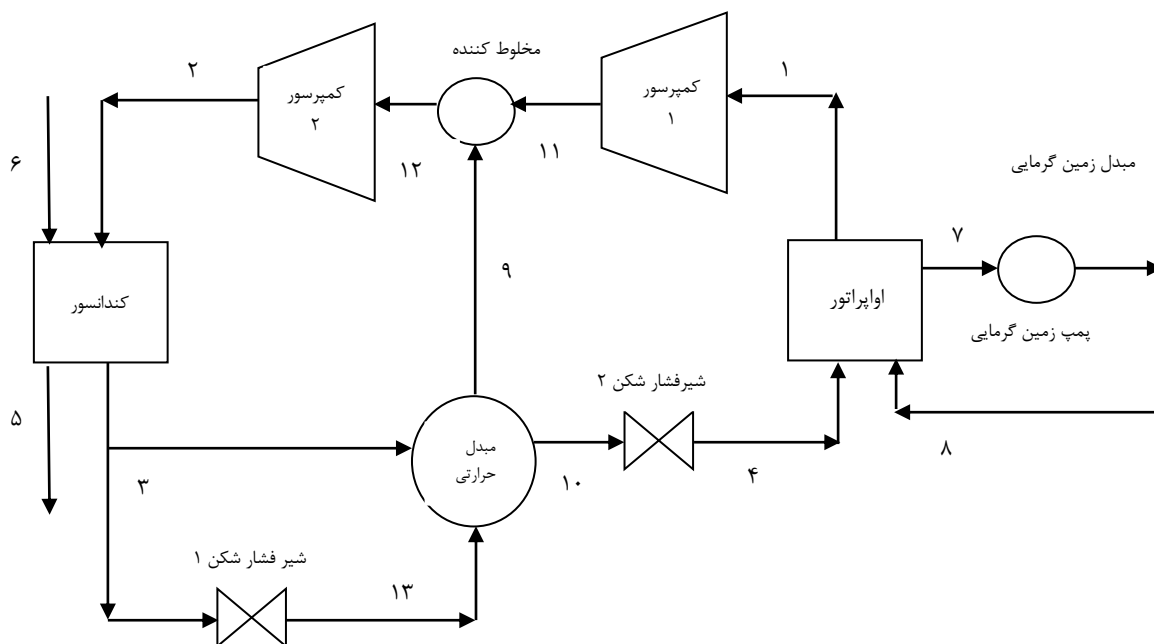 مخلوط کننده
۱
۲
کمپرسور
۱
کمپرسور
۲
۱۱
۱۲
۶
مبدل زمین گرمایی
۷
۹
کندانسور
اواپراتور
پمپ زمین گرمایی
شیرفشار شکن ۲
۵
مبدل
حرارتی
۸
۳
۱۰
۴
شیر فشار شکن ۱
۱۳